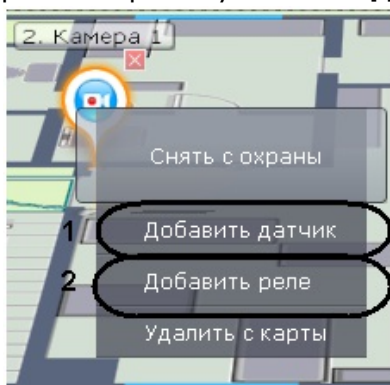 2. Камера 1
Снять с охраны
1 Добавить датчик
2 Добавить реле
Удалить с карты